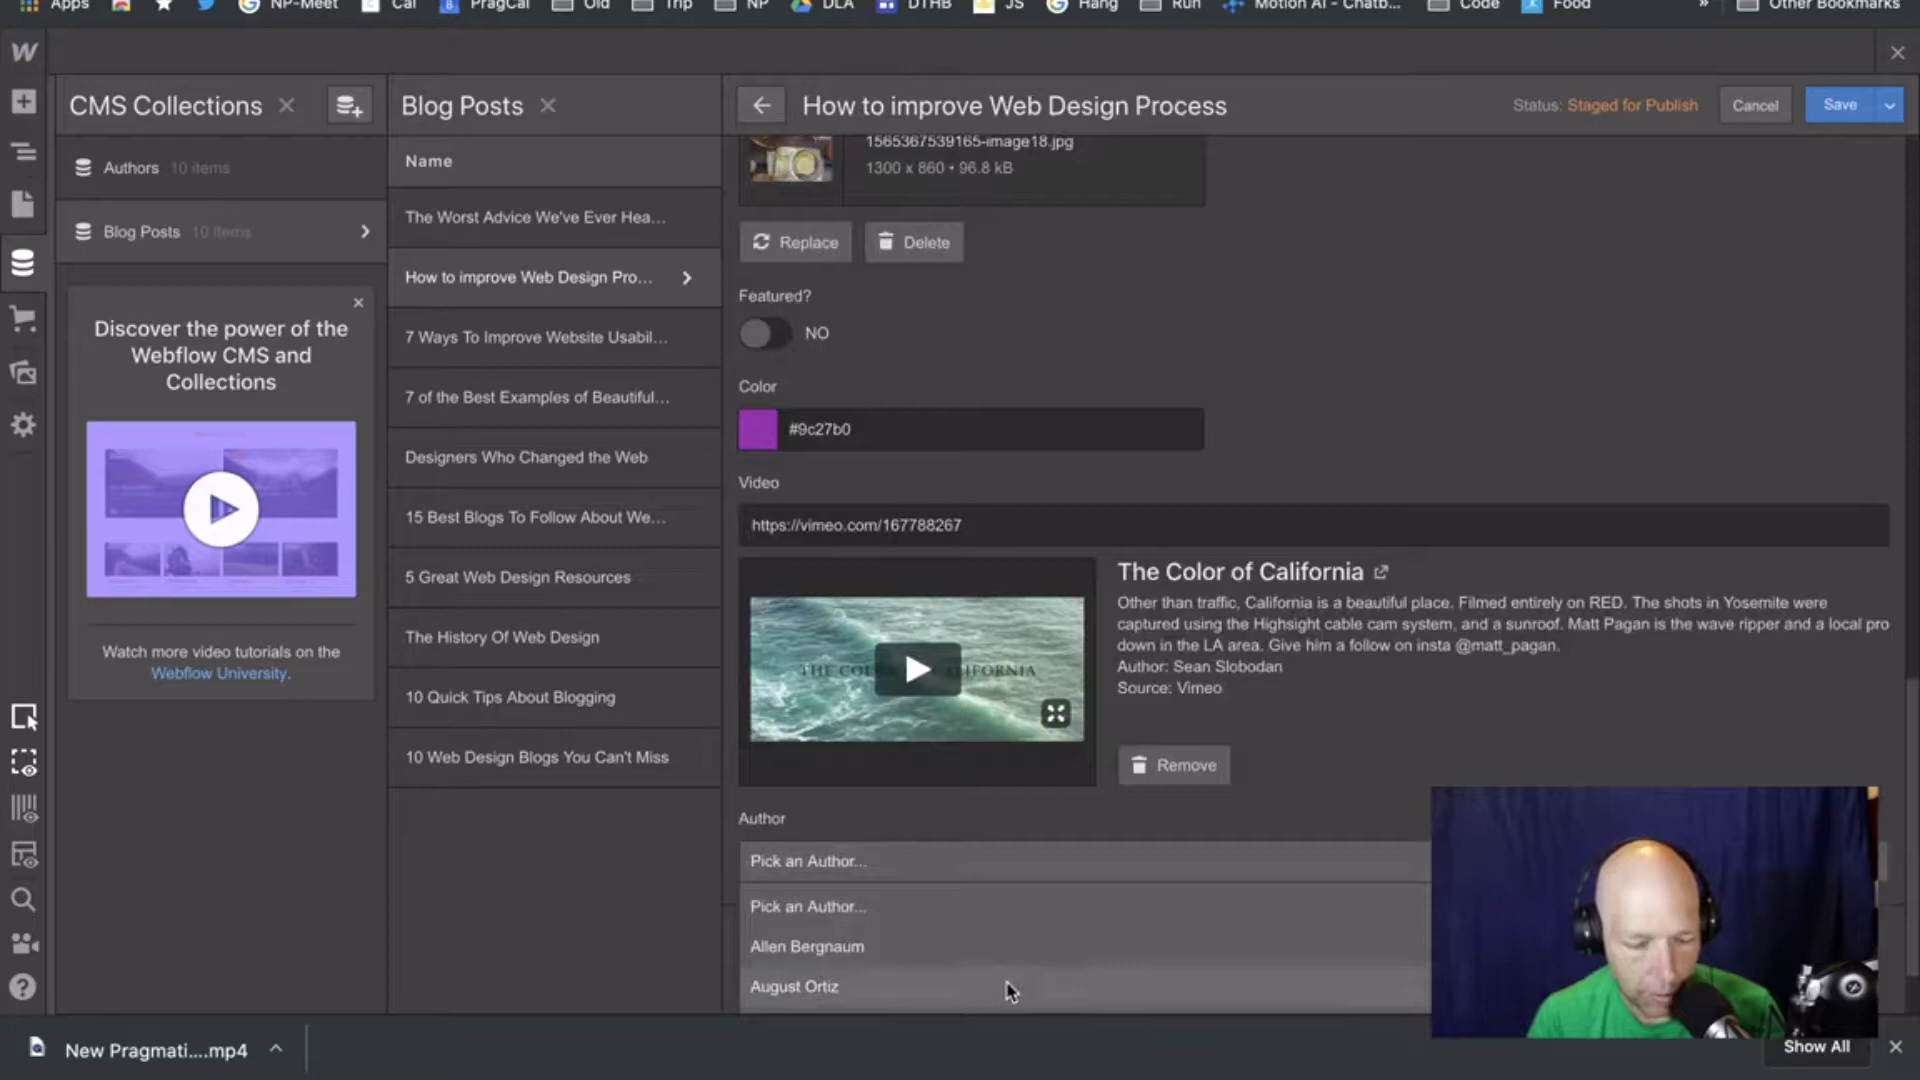 Apps
NP-Meet
Cal
PragCal
Old
Trip
NP
DLA
DTHB
JS
Hang
Run
Motion AI - Chatb...
Code
Food
»
Other Bookmarks
CMS Collections
Blog Posts
How to improve Web Design Process
Status: Staged for Publish
Cancel
Save
Authors 10 items
Blog Posts 10 items
Discover the power of the
Webflow CMS and
Collections
Watch more video tutorials on the
Webflow University.
Name
The Worst Advice We've Ever Hea...
How to improve Web Design Pro...
7 Ways To Improve Website Usabil...
7 of the Best Examples of Beautiful...
Designers Who Changed the Web
15 Best Blogs To Follow About We...
5 Great Web Design Resources
The History Of Web Design
10 Quick Tips About Blogging
10 Web Design Blogs You Can't Miss
1565367539165-image18.jpg
1300 x 860 • 96.8 kB
Replace
Delete
Featured?
NO
Color
#9c27b0
Video
https://vimeo.com/167788267
The Color of California
Other than traffic, California is a beautiful place. Filmed entirely on RED. The shots in Yosemite were
captured using the Highsight cable cam system, and a sunroof. Matt Pagan is the wave ripper and a local pro
down in the LA area. Give him a follow on insta @matt_pagan.
Author: Sean Slobodan
Source: Vimeo
Remove
Author
Pick an Author...
Pick an Author...
Allen Bergnaum
August Ortiz
New Pragmati....mp4
Show All